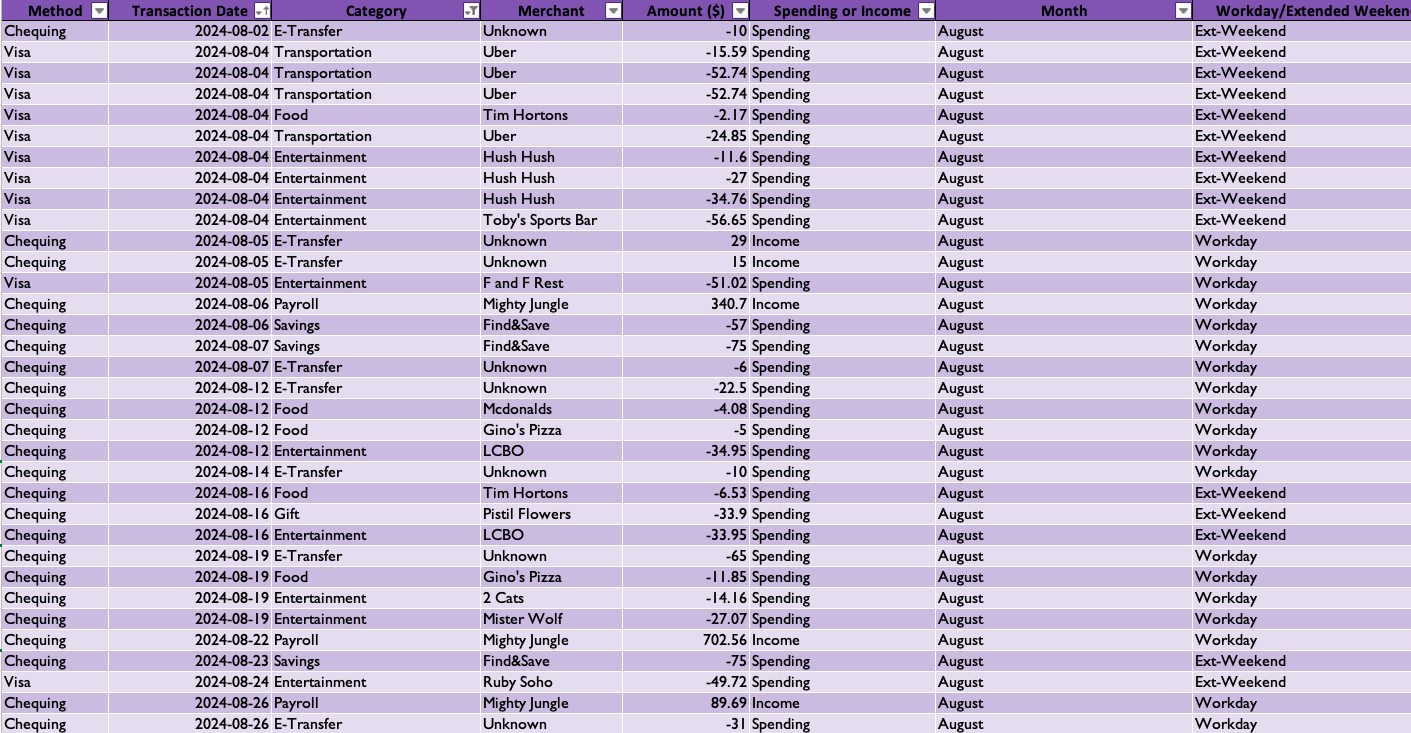 Method Transaction Date Category Merchant Amount ($) Spending or Income Month Workday/Extended Weeken
Chequing 2024-08-02 E-Transfer Unknown -10 Spending August Ext-Weekend
Visa 2024-08-04 Transportation Uber -15.59 Spending August Ext-Weekend
Visa 2024-08-04 Transportation Uber -52.74 Spending August Ext-Weekend
Visa 2024-08-04 Transportation Uber -52.74 Spending August Ext-Weekend
Visa 2024-08-04 Food Tim Hortons -2.17 Spending August Ext-Weekend
Visa 2024-08-04 Transportation Uber -24.85 Spending August Ext-Weekend
Visa 2024-08-04 Entertainment Hush Hush -11.6 Spending August Ext-Weekend
Visa 2024-08-04 Entertainment Hush Hush -27 Spending August Ext-Weekend
Visa 2024-08-04 Entertainment Hush Hush -34.76 Spending August Ext-Weekend
Visa 2024-08-04 Entertainment Toby's Sports Bar -56.65 Spending August Ext-Weekend
Chequing 2024-08-05 E-Transfer Unknown 29 Income August Workday
Chequing 2024-08-05 E-Transfer Unknown 15 Income August Workday
Visa 2024-08-05 Entertainment F and F Rest -51.02 Spending August Workday
Chequing 2024-08-06 Payroll Mighty Jungle 340.7 Income August Workday
Chequing 2024-08-06 Savings Find&Save -57 Spending August Workday
Chequing 2024-08-07 Savings Find&Save -75 Spending August Workday
Chequing 2024-08-07 E-Transfer Unknown -6 Spending August Workday
Chequing 2024-08-12 E-Transfer Unknown -22.5 Spending August Workday
Chequing 2024-08-12 Food Mcdonalds -4.08 Spending August Workday
Chequing 2024-08-12 Food Gino's Pizza -5 Spending August Workday
Chequing 2024-08-12 Entertainment LCBO -34.95 Spending August Workday
Chequing 2024-08-14 E-Transfer Unknown -10 Spending August Workday
Chequing 2024-08-16 Food Tim Hortons -6.53 Spending August Ext-Weekend
Chequing 2024-08-16 Gift Pistil Flowers -33.9 Spending August Ext-Weekend
Chequing 2024-08-16 Entertainment LCBO -33.95 Spending August Ext-Weekend
Chequing 2024-08-19 E-Transfer Unknown -65 Spending August Workday
Chequing 2024-08-19 Food Gino's Pizza -11.85 Spending August Workday
Chequing 2024-08-19 Entertainment 2 Cats -14.16 Spending August Workday
Chequing 2024-08-19 Entertainment Mister Wolf -27.07 Spending August Workday
Chequing 2024-08-22 Payroll Mighty Jungle 702.56 Income August Workday
Chequing 2024-08-23 Savings Find&Save -75 Spending August Ext-Weekend
Visa 2024-08-24 Entertainment Ruby Soho -49.72 Spending August Ext-Weekend
Chequing 2024-08-26 Payroll Mighty Jungle 89.69 Income August Workday
Chequing 2024-08-26 E-Transfer Unknown -31 Spending August Workday